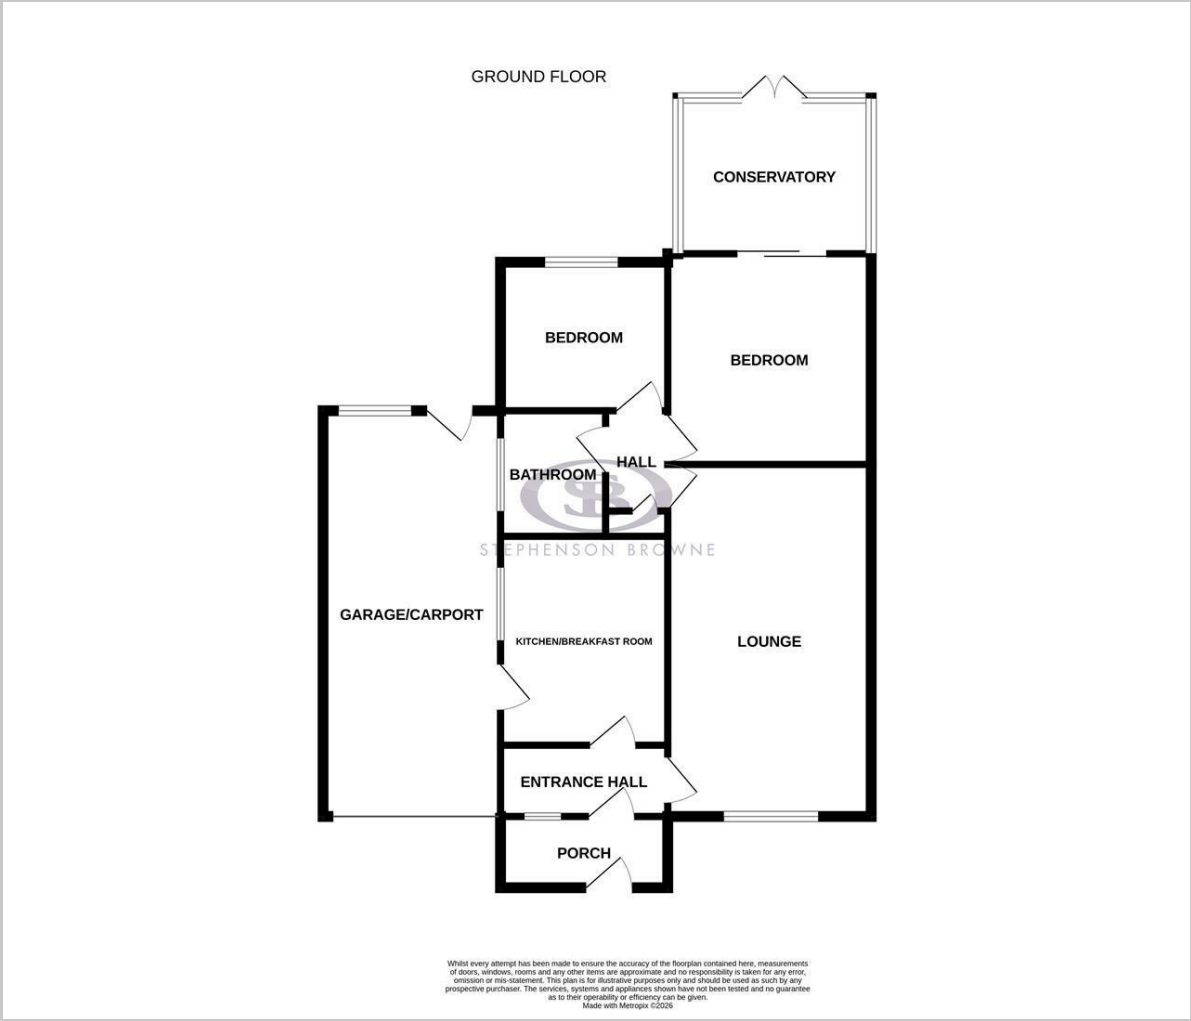 GROUND FLOOR
CONSERVATORY
BEDROOM
BEDROOM
HALL
BATHROOM
SB
STEPHENSON BROWNE
GARAGE/CARPORT
KITCHEN/BREAKFAST ROOM
LOUNGE
ENTRANCE HALL
PORCH
Whilst every attempt has been made to ensure the accuracy of the floorplan contained here, measurements
of doors, windows, rooms and any other items are approximate and no responsibility is taken for any error,
omission or mis-statement. This plan is for illustrative purposes only and should be used as such by any
prospective purchaser. The services, systems and appliances shown have not been tested and no guarantee
as to their operability or efficiency can be given.
Made with Metropix ©2026